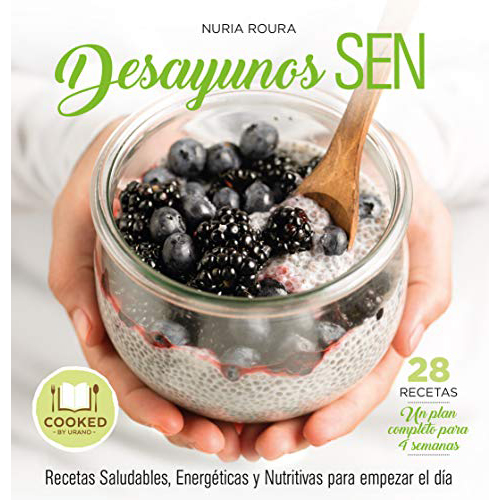 NURIA ROURA
Desayunos SEN
28
RECETAS
Un plan
completo para
4 semanas
COOKED
BY URANO
Recetas Saludables, Energéticas y Nutritivas para empezar el día